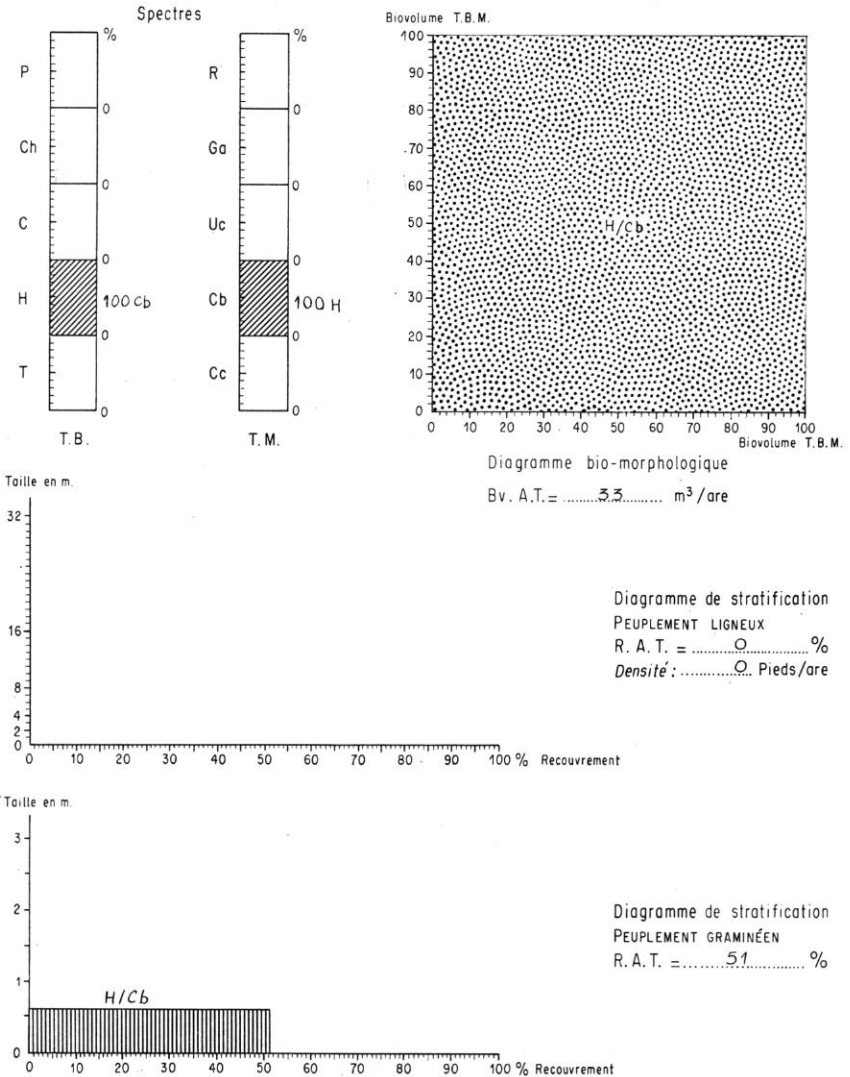 Spectres
%
P
0
Ch
0
C
0
H
100 Cb
0
T
0
T.B.
%
R
0
Ga
0
Uc
0
Cb
100 H
0
Cc
0
T.M.
Biovolume T.B.M.
100
90
80
70
60
50
40
30
20
10
0
H/Cb
0 10 20 30 40 50 60 70 80 90 100
Biovolume T.B.M.
Diagramme bio-morphologique
Bv. A.T. = ........33........ m³/are
Taille en m.
32
16
8
4
2
0
0 10 20 30 40 50 60 70 80 90 100 % Recouvrement
Diagramme de stratification
PEUPLEMENT LIGNEUX
R. A. T. = ........0........ %
Densité : ........0.. Pieds/are
Taille en m.
3
2
1
0
H/Cb
0 10 20 30 40 50 60 70 80 90 100 % Recouvrement
Diagramme de stratification
PEUPLEMENT GRAMINÉEN
R. A. T. = ........51........ %